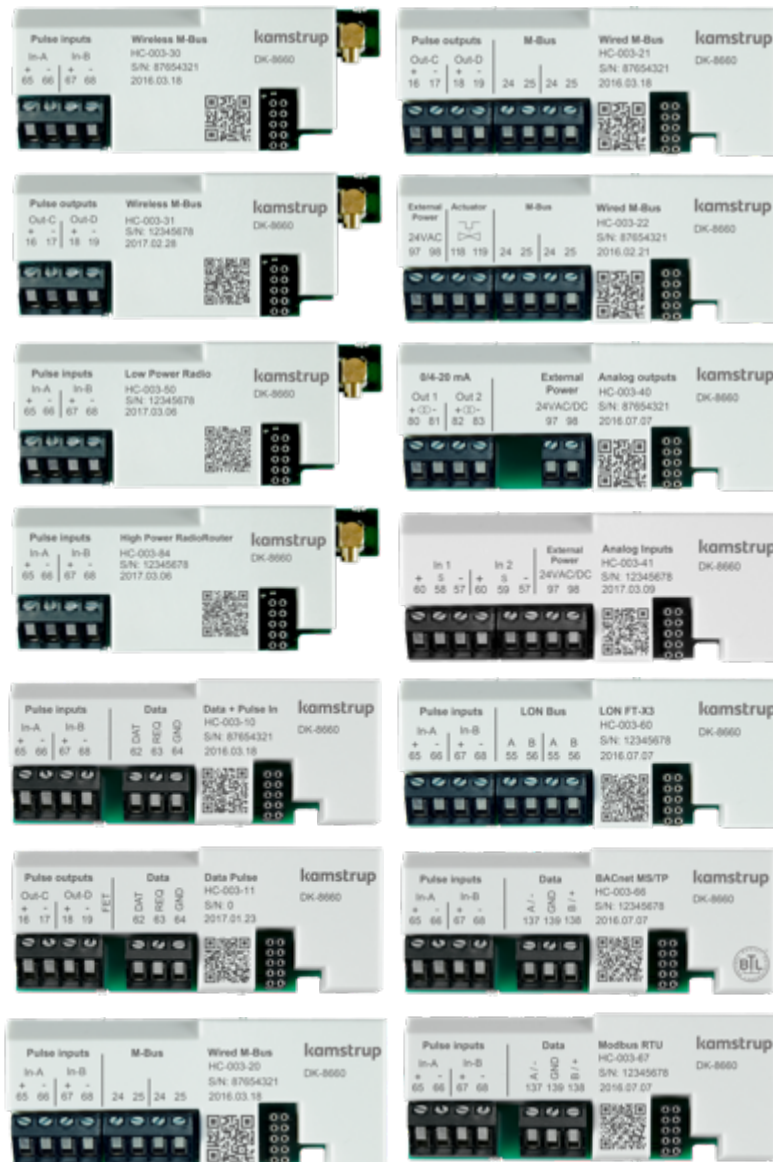 Pulse inputs Wireless M-Bus kamstrup
In-A In-B HC-003-30 DK-8660
+ - + - S/N: 87654321
65 66 67 68 2016.03.18
Pulse outputs M-Bus Wired M-Bus kamstrup
Out-C Out-D HC-003-21 DK-8660
+ - + - S/N: 87654321
16 17 18 19 24 25 24 25 2016.03.18
Pulse outputs Wireless M-Bus kamstrup
Out-C Out-D HC-003-31 DK-8660
+ - + - S/N: 12345678
16 17 18 19 2017.02.28
External Power Actuator M-Bus Wired M-Bus kamstrup
24VAC HC-003-22 DK-8660
97 98 118 119 24 25 24 25 S/N: 87654321
2016.02.21
Pulse inputs Low Power Radio kamstrup
In-A In-B HC-003-50 DK-8660
+ - + - S/N: 12345678
65 66 67 68 2017.03.06
0/4-20 mA External Power Analog outputs kamstrup
Out 1 Out 2 24VAC/DC HC-003-40 DK-8660
+ - + - S/N: 87654321
80 81 82 83 97 98 2016.07.07
Pulse inputs High Power RadioRouter kamstrup
In-A In-B HC-003-84 DK-8660
+ - + - S/N: 12345678
65 66 67 68 2017.03.06
In 1 In 2 External Power Analog Inputs kamstrup
+ S - + S - 24VAC/DC HC-003-41 DK-8660
60 58 57 60 59 57 97 98 S/N: 12345678
2017.03.09
Pulse inputs Data Data + Pulse In kamstrup
In-A In-B DAT REQ GND HC-003-10 DK-8660
+ - + - S/N: 87654321
65 66 67 68 62 63 64 2016.03.18
Pulse inputs LON Bus LON FT-X3 kamstrup
In-A In-B HC-003-60 DK-8660
+ - + - A B A B S/N: 12345678
65 66 67 68 55 56 55 56 2016.07.07
Pulse outputs Data Data Pulse kamstrup
Out-C Out-D FET DAT REQ GND HC-003-11 DK-8660
+ - + - S/N: 0
16 17 18 19 62 63 64 2017.01.23
Pulse inputs Data BACnet MS/TP kamstrup
In-A In-B A/- GND B/+ HC-003-66 DK-8660
+ - + - S/N: 12345678
65 66 67 68 137 139 138 2016.07.07
BTL
Pulse inputs M-Bus Wired M-Bus kamstrup
In-A In-B HC-003-20 DK-8660
+ - + - S/N: 87654321
65 66 67 68 24 25 24 25 2016.03.18
Pulse inputs Data Modbus RTU kamstrup
In-A In-B A/- GND B/+ HC-003-67 DK-8660
+ - + - S/N: 12345678
65 66 67 68 137 139 138 2016.07.07